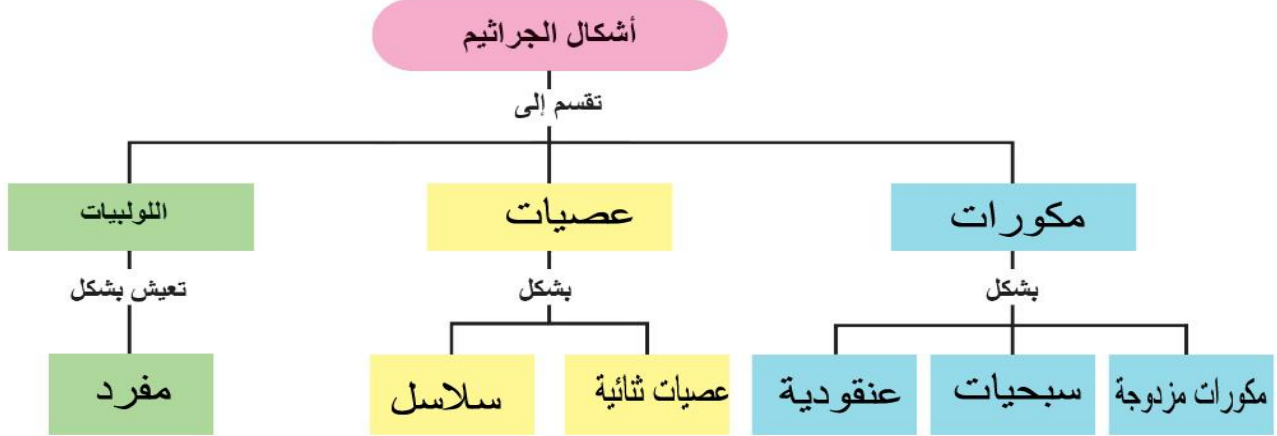 أشكال الجراثيم
تقسم إلى
مكورات
عصيات
اللولبيات
بشكل
بشكل
تعيش بشكل
مكورات مزدوجة
سبحيات
عنقودية
عصيات ثنائية
سلاسل
مفرد